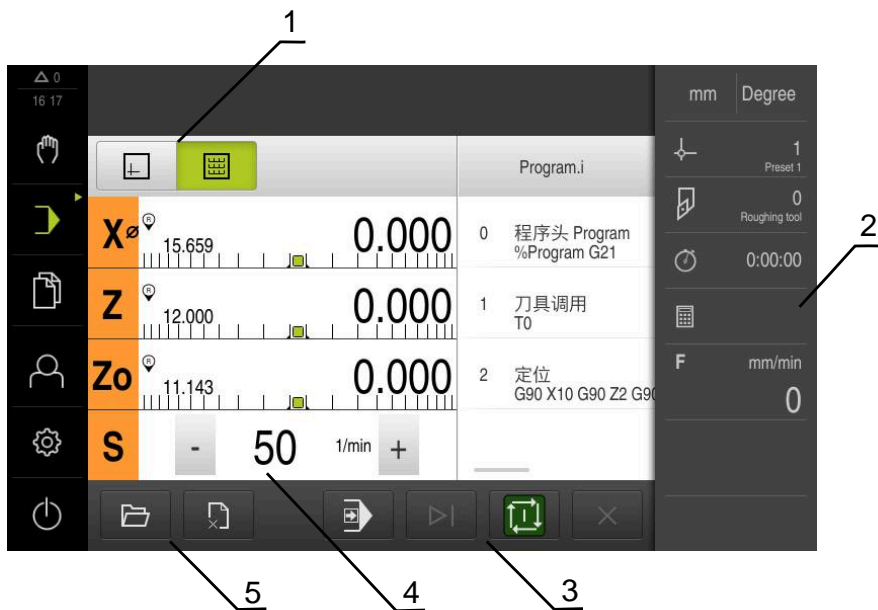 1
0
16 17
mm Degree
1
Preset 1
Program.i
0
Roughing tool
2
X⌀ R 15.659 0.000
0 程序头 Program
%Program G21
0:00:00
Z R 12.000 0.000
1 刀具调用
T0
F mm/min
0
Zo R 11.143 0.000
2 定位
G90 X10 G90 Z2 G90
S - 50 1/min +
5
4
3